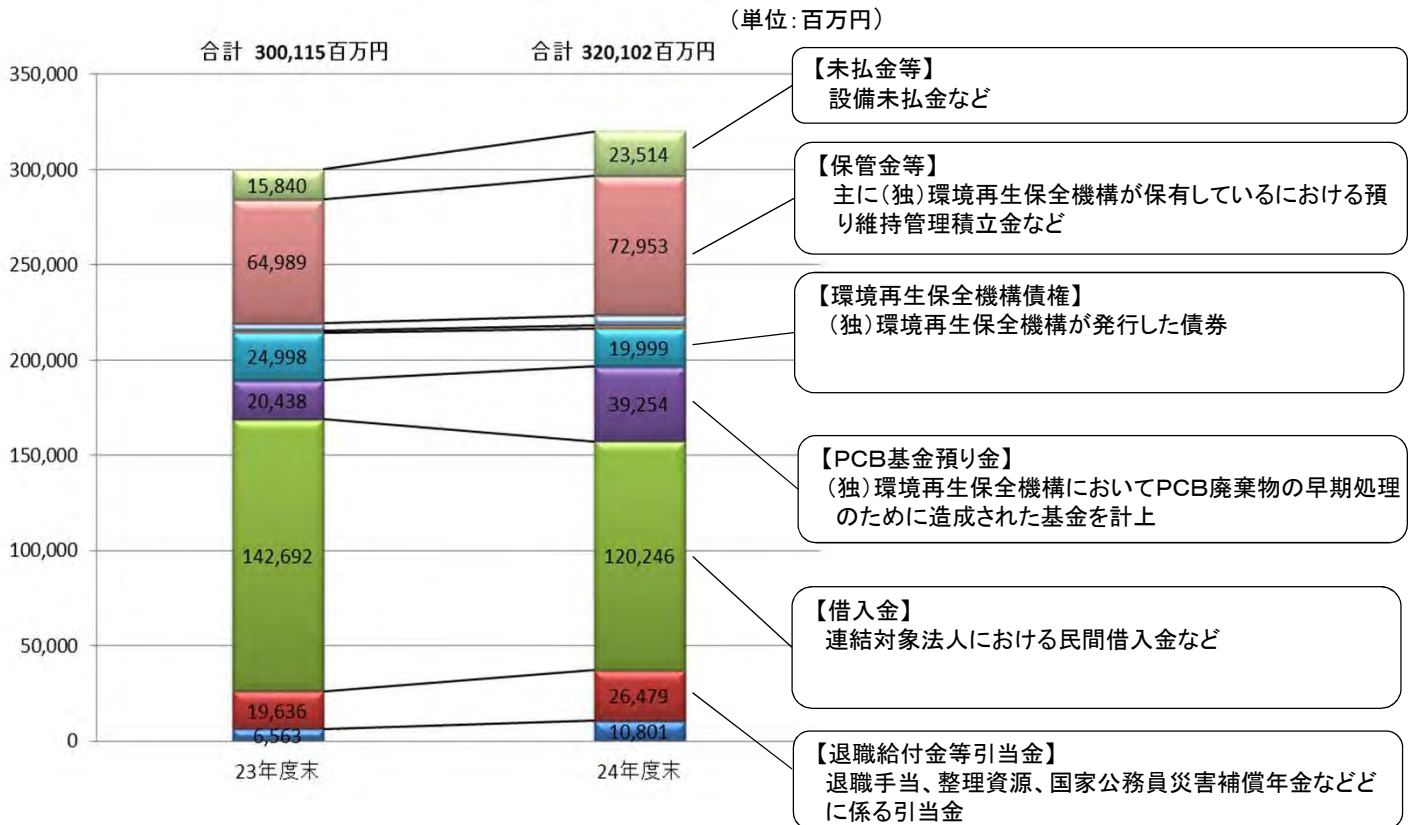 （単位：百万円）
合計 300,115百万円
合計 320,102百万円
350,000
300,000
250,000
200,000
150,000
100,000
50,000
0
15,840
64,989
24,998
20,438
142,692
19,636
6,563
23年度末
23,514
72,953
19,999
39,254
120,246
26,479
10,801
24年度末
【未払金等】
設備未払金など
【保管金等】
主に（独）環境再生保全機構が保有しているにおける預
り維持管理積立金など
【環境再生保全機構債権】
（独）環境再生保全機構が発行した債券
【ＰＣＢ基金預り金】
（独）環境再生保全機構においてPCB廃棄物の早期処理
のために造成された基金を計上
【借入金】
連結対象法人における民間借入金など
【退職給付金等引当金】
退職手当、整理資源、国家公務員災害補償年金などど
に係る引当金